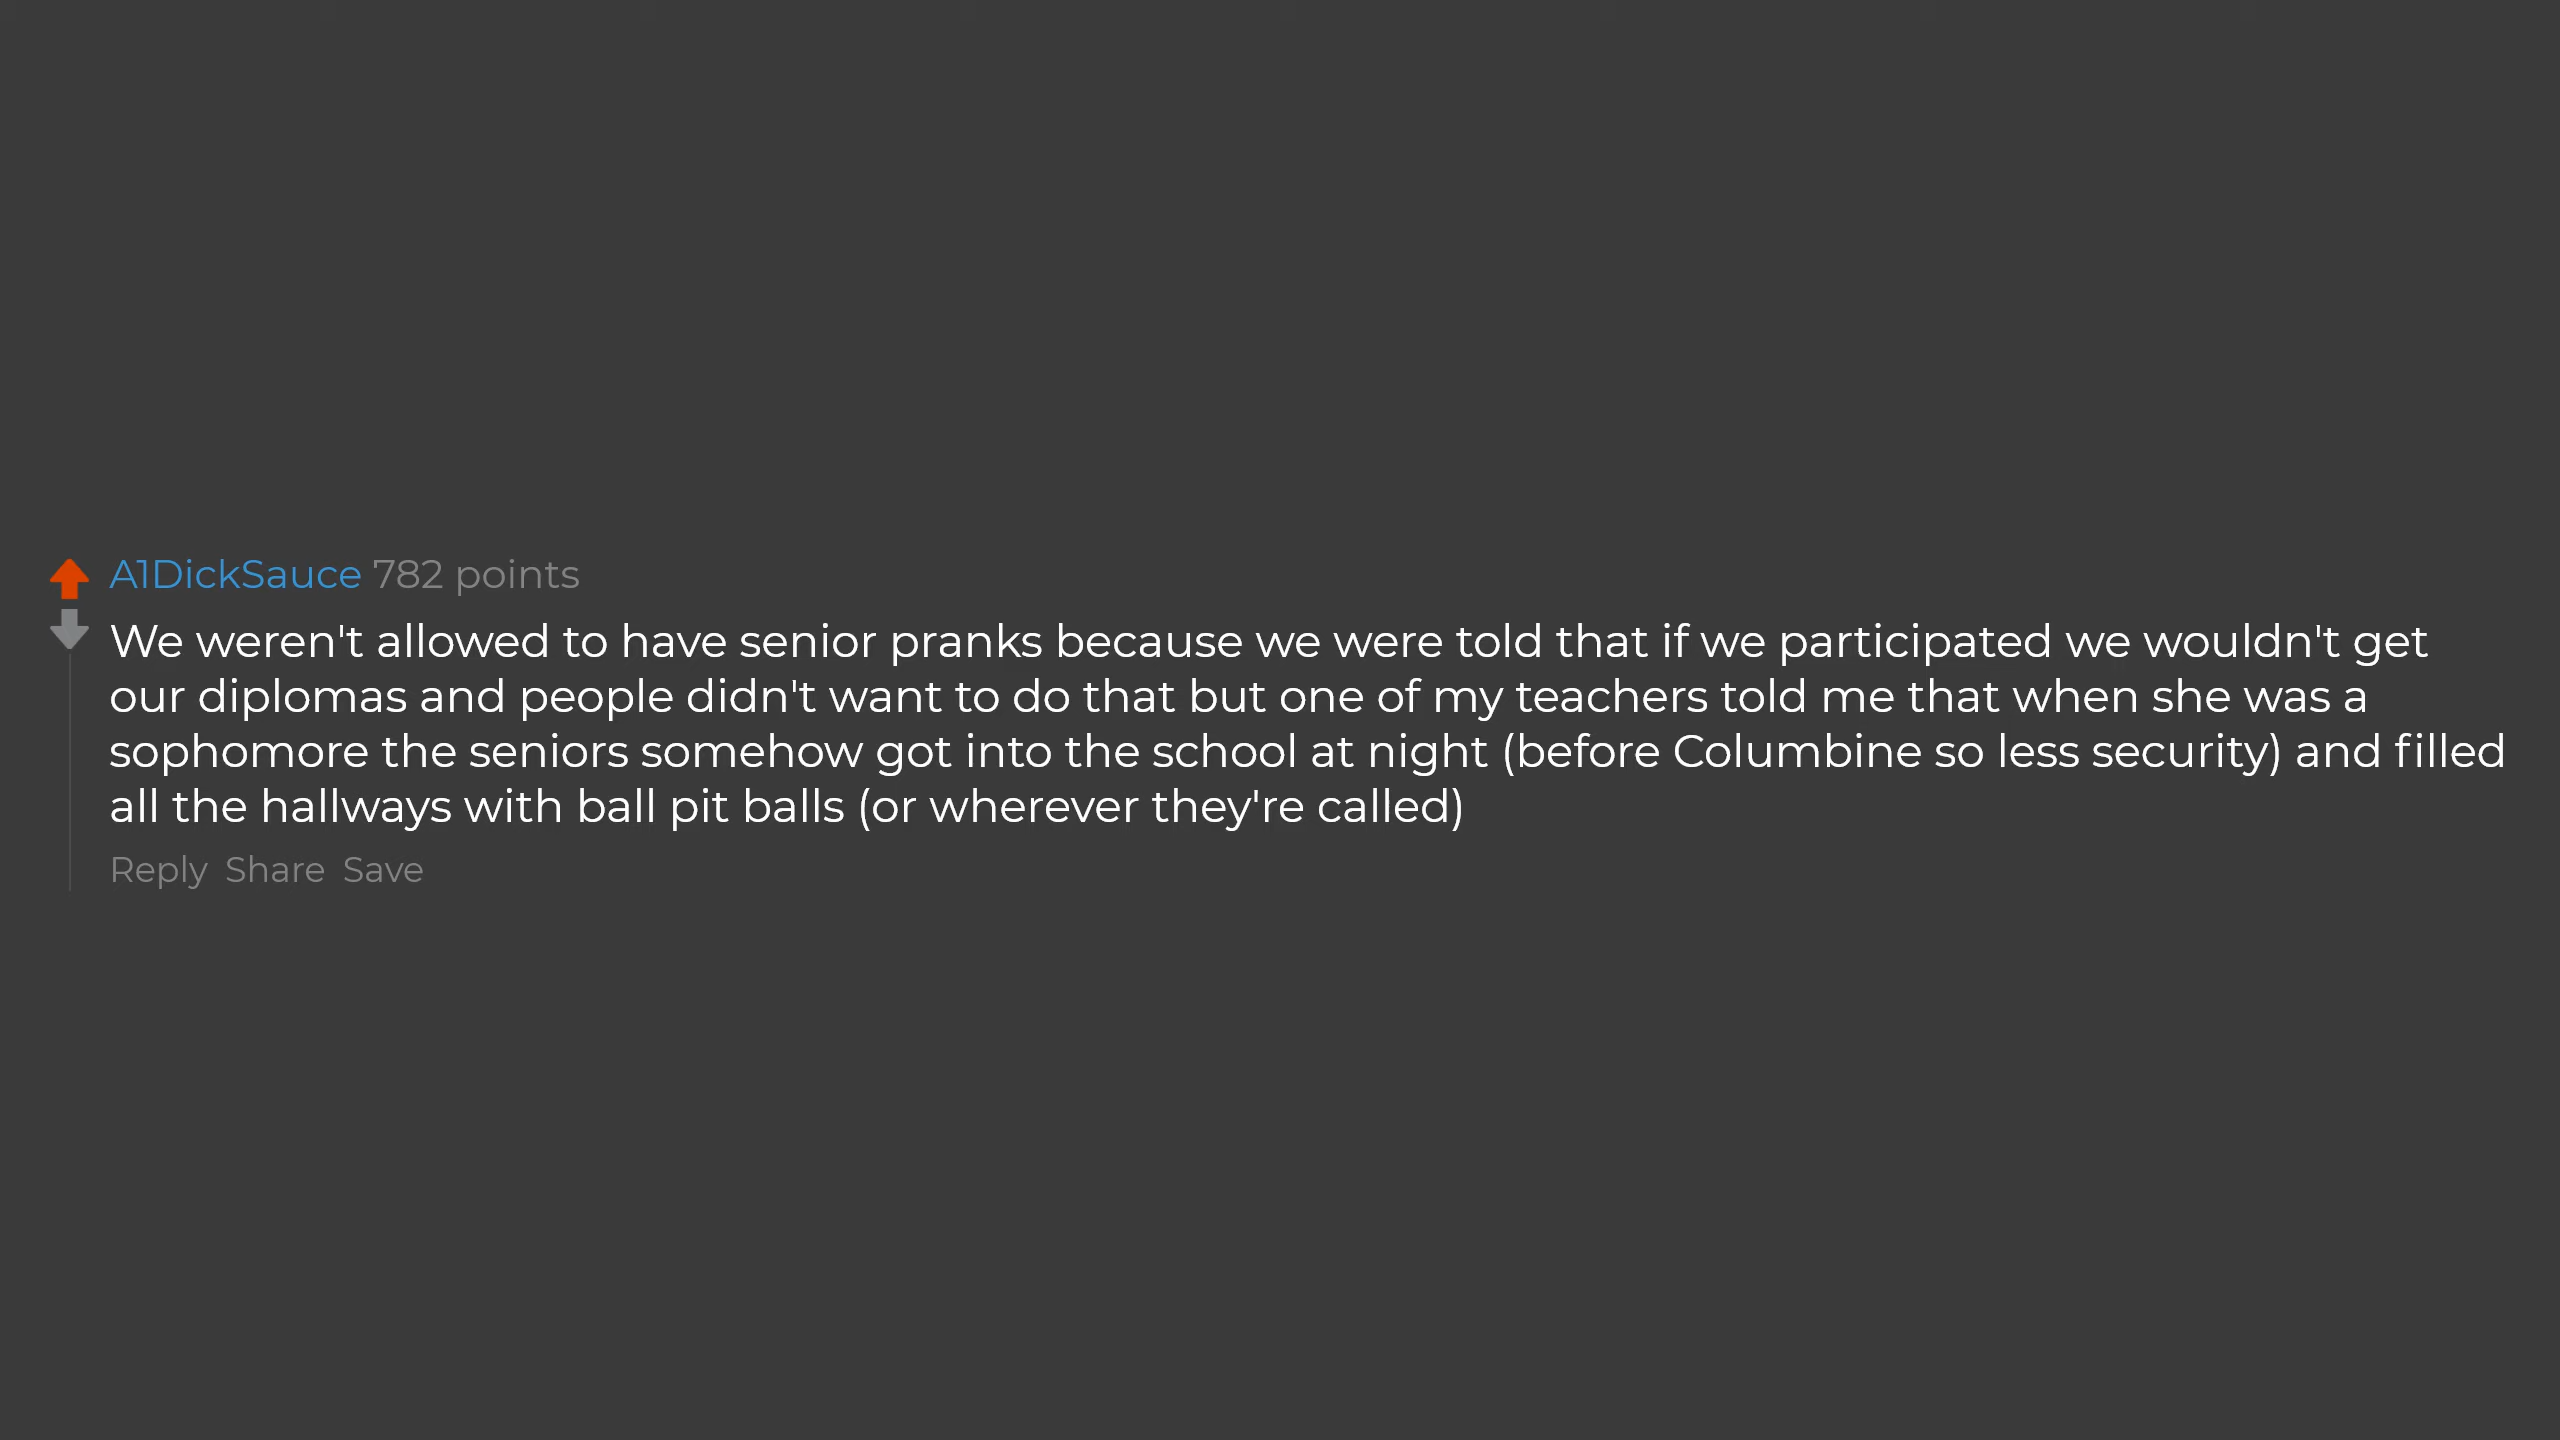 A1DickSauce 782 points
We weren't allowed to have senior pranks because we were told that if we participated we wouldn't get
our diplomas and people didn't want to do that but one of my teachers told me that when she was a
sophomore the seniors somehow got into the school at night (before Columbine so less security) and filled
all the hallways with ball pit balls (or wherever they're called)
Reply Share Save